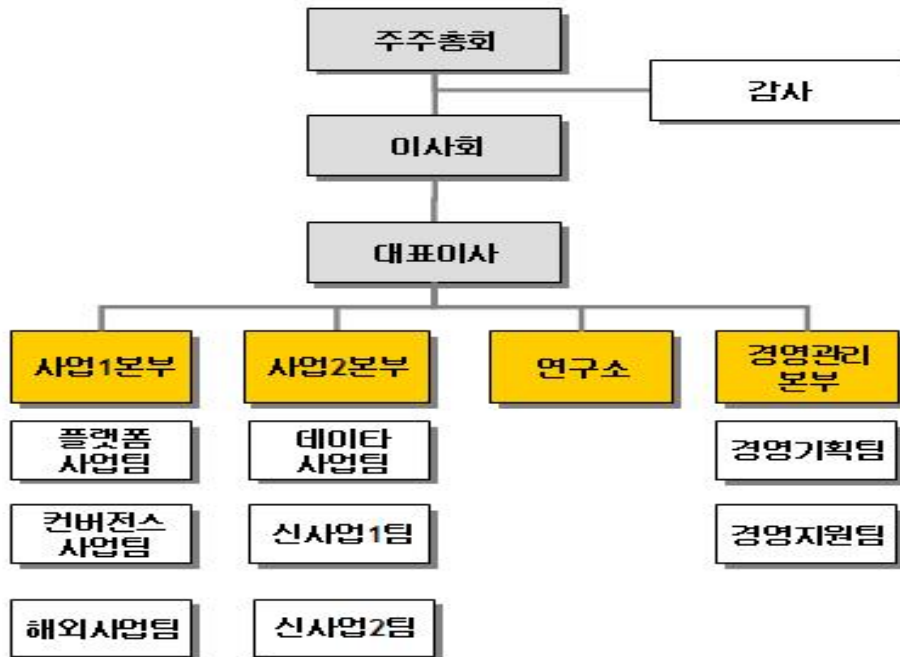 주주총회
감사
이사회
대표이사
사업1본부
사업2본부
연구소
경영관리
본부
플랫폼
사업팀
데이타
사업팀
경영기획팀
컨버전스
사업팀
신사업1팀
경영지원팀
해외사업팀
신사업2팀